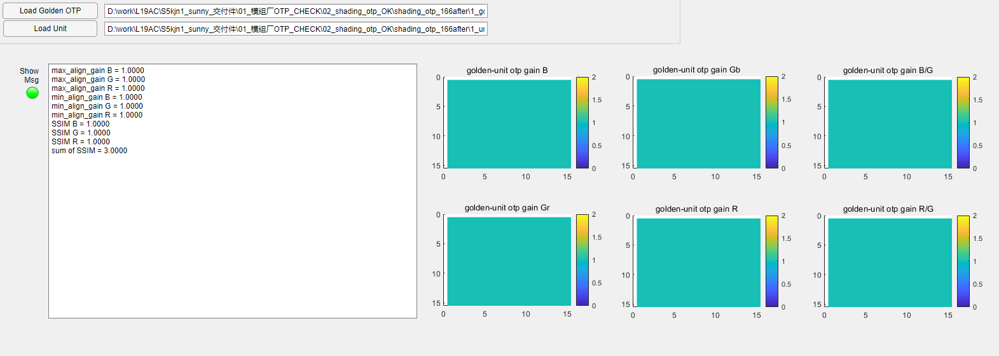 Load Golden OTP
D:\work\L19AC\S5kjn1_sunny_交付件\01_模组厂OTP_CHECK\02_shading_otp_OK\shading_otp_166after\1_gc
Load Unit
D:\work\L19AC\S5kjn1_sunny_交付件\01_模组厂OTP_CHECK\02_shading_otp_OK\shading_otp_166after\1_ur
Show
Msg
max_align_gain B = 1.0000
max_align_gain G = 1.0000
max_align_gain R = 1.0000
min_align_gain B = 1.0000
min_align_gain G = 1.0000
min_align_gain R = 1.0000
SSIM B = 1.0000
SSIM G = 1.0000
SSIM R = 1.0000
sum of SSIM = 3.0000
golden-unit otp gain B
0
5
10
15
0 5 10 15
2
1.5
1
0.5
0
golden-unit otp gain Gb
0
5
10
15
0 5 10 15
2
1.5
1
0.5
0
golden-unit otp gain B/G
0
5
10
15
0 5 10 15
2
1.5
1
0.5
0
golden-unit otp gain Gr
0
5
10
15
0 5 10 15
2
1.5
1
0.5
0
golden-unit otp gain R
0
5
10
15
0 5 10 15
2
1.5
1
0.5
0
golden-unit otp gain R/G
0
5
10
15
0 5 10 15
2
1.5
1
0.5
0